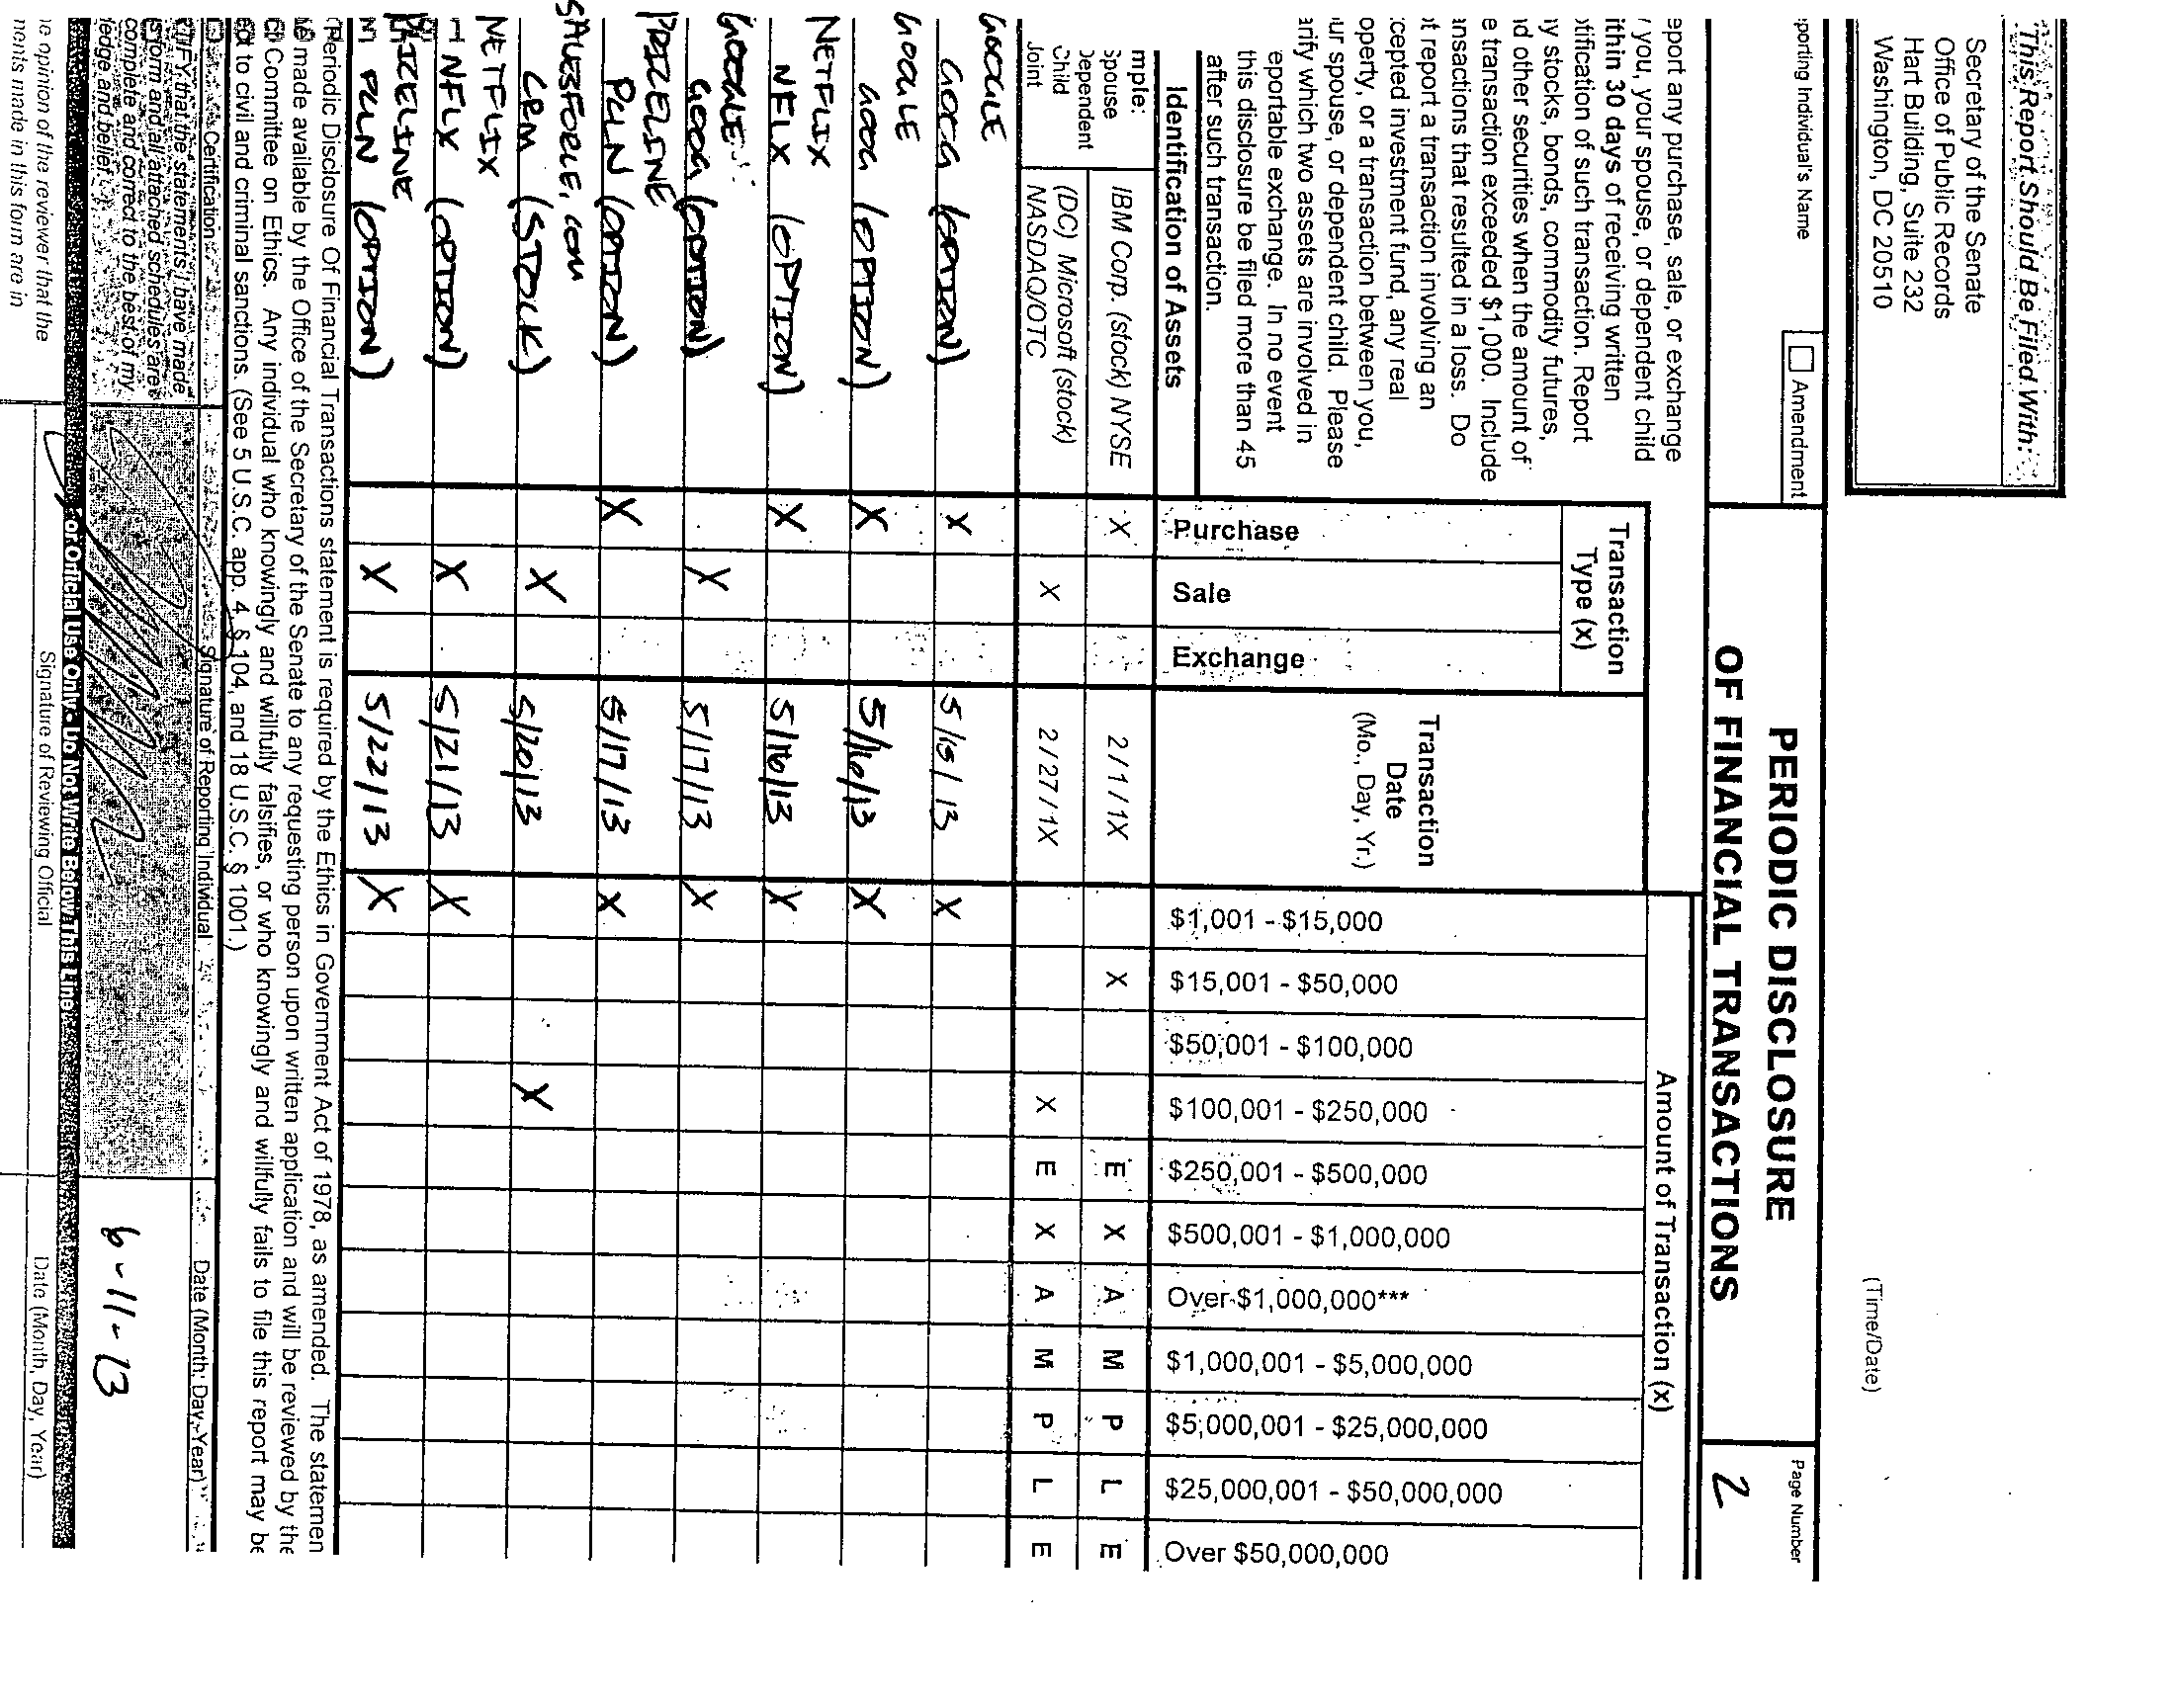 This Report Should Be Filed With:
Secretary of the Senate
Office of Public Records
Hart Building, Suite 232
Washington, DC 20510
(Time/Date)
porting Individual's Name
Amendment
PERIODIC DISCLOSURE
OF FINANCIAL TRANSACTIONS
Page Number
2
eport any purchase, sale, or exchange
you, your spouse, or dependent child
ithin 30 days of receiving written
otification of such transaction. Report
ny stocks, bonds, commodity futures,
nd other securities when the amount of
e transaction exceeded $1,000. Include
ansactions that resulted in a loss. Do
ot report a transaction involving an
cepted investment fund, any real
operty, or a transaction between you,
ur spouse, or dependent child. Please
arify which two assets are involved in
eportable exchange. In no event
this disclosure be filed more than 45
after such transaction.
Identification of Assets
Transaction
Type (x)
Purchase
Sale
Exchange
Transaction
Date
(Mo., Day, Yr.)
Amount of Transaction (x)
$1,001 - $15,000
$15,001 - $50,000
$50,001 - $100,000
$100,001 - $250,000
$250,001 - $500,000
$500,001 - $1,000,000
Over $1,000,000***
$1,000,001 - $5,000,000
$5,000,001 - $25,000,000
$25,000,001 - $50,000,000
Over $50,000,000
mple:
Spouse
Dependent
Child
Joint
IBM Corp. (stock) NYSE X 2/1/1X X E X A M P L E
(DC) Microsoft (stock)
NASDAQ/OTC X 2/27/1X X E X A M P L E
GOOGLE
GOOG (OPTION) X X
GOOGLE
GOOG (OPTION) X 5/16/13 X
NETFLIX
NFLX (OPTION) X 5/16/13 X
GOOGLE
GOOG (OPTION) X 5/17/13 X
PRICELINE
PCLN (OPTION) X 5/17/13 X
SALESFORCE.COM
CRM (STOCK) X 5/20/13 X
NETFLIX
NFLX (OPTION) X 5/21/13 X
PRICELINE
PCLN (OPTION) X 5/22/13 X
Periodic Disclosure Of Financial Transactions statement is required by the Ethics in Government Act of 1978, as amended. The statemen
made available by the Office of the Secretary of the Senate to any requesting person upon written application and will be reviewed by the
Committee on Ethics. Any individual who knowingly and willfully falsifies, or who knowingly and willfully fails to file this report may be
ect to civil and criminal sanctions. (See 5 U.S.C. app. 4, § 104, and 18 U.S.C. § 1001.)
Certification
Signature of Reporting Individual
Date (Month, Day, Year)
TIFY that the statements I have made
form and all attached schedules are
complete and correct to the best of my
ledge and belief.
6-11-13
For Official Use Only - Do Not Write Below This Line
he opinion of the reviewer that the
ments made in this form are in
Signature of Reviewing Official
Date (Month, Day, Year)